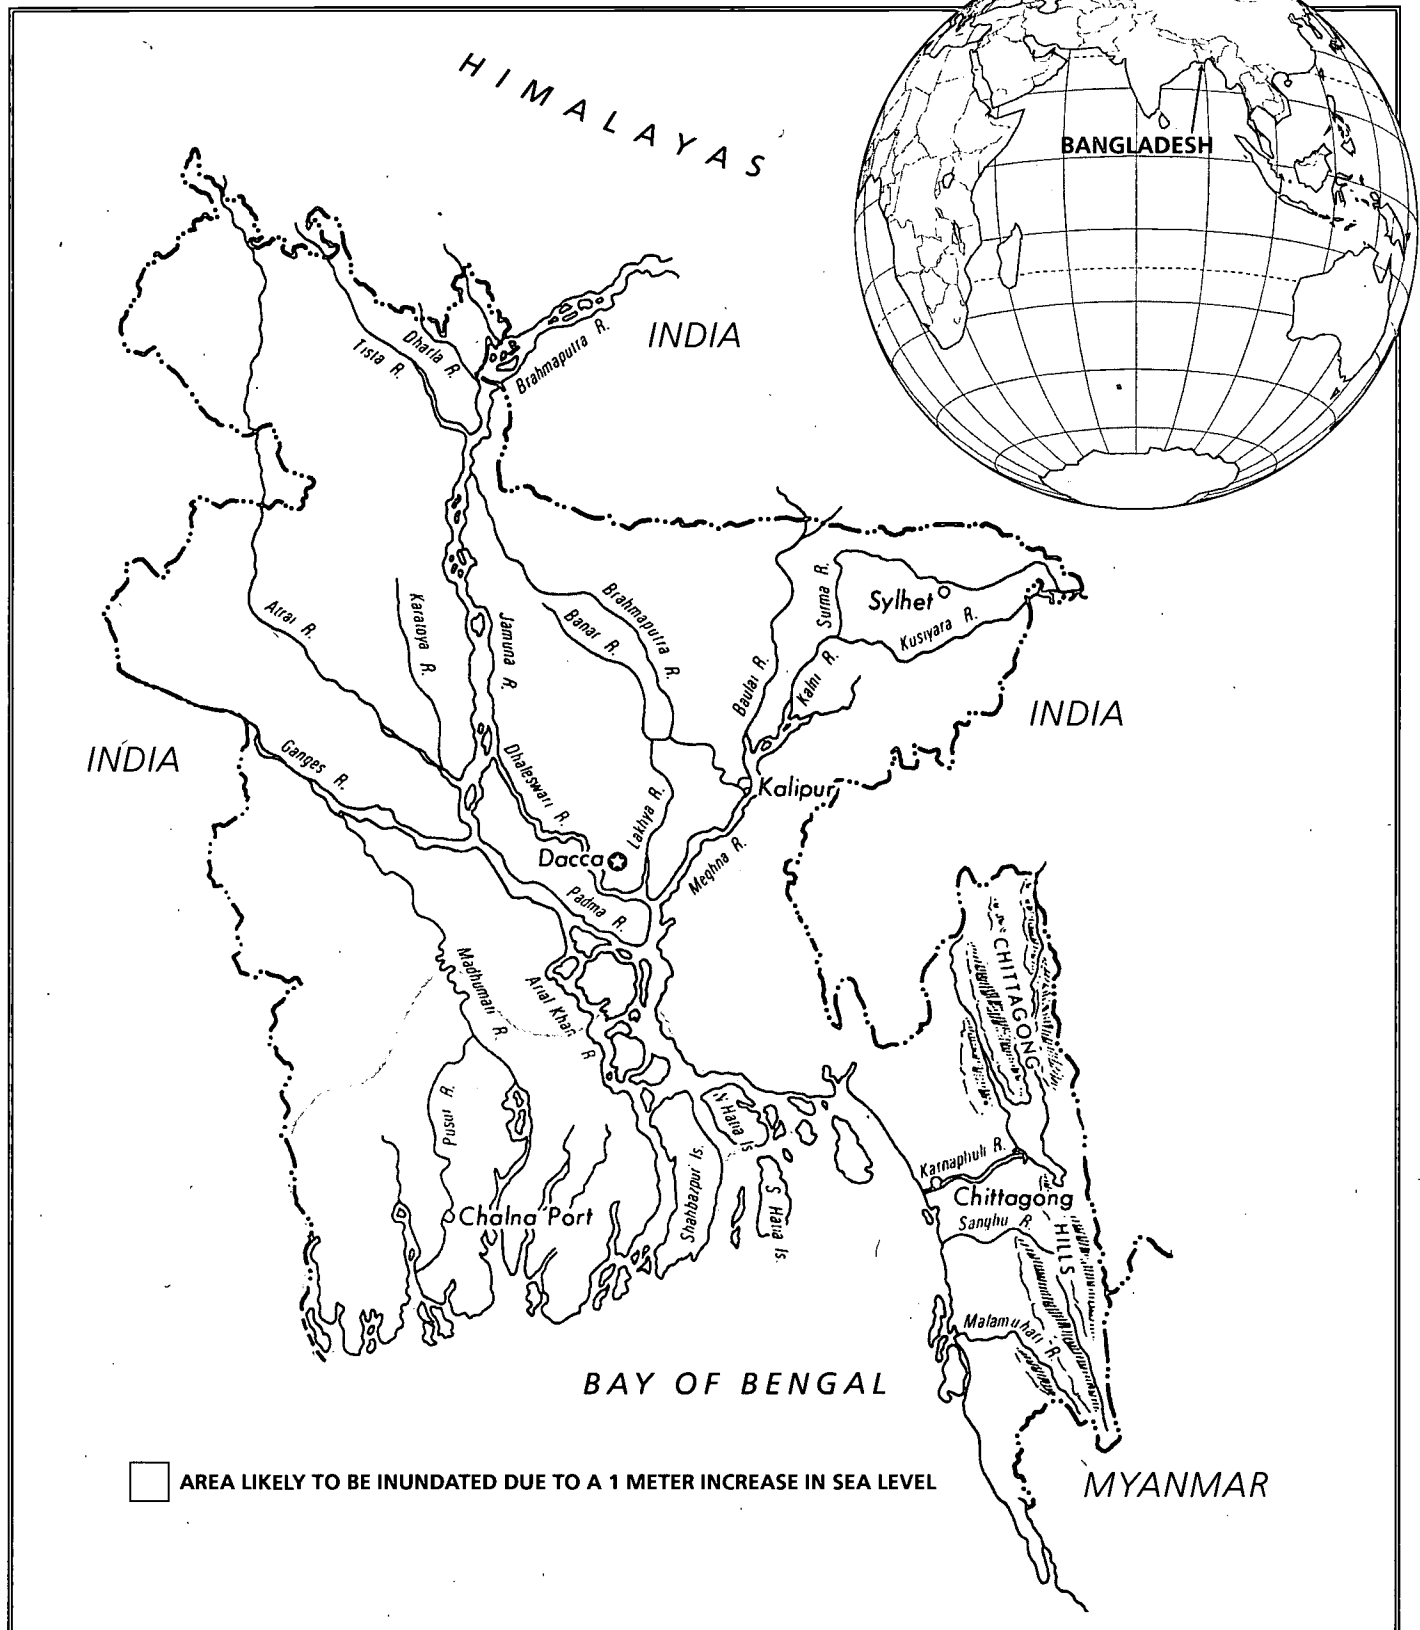 HIMALAYAS
BANGLADESH
INDIA
Dharla R.
Tista R.
Brahmaputra R.
Atrai R.
Karatoya R.
Jamuna R.
Banar R.
Brahmaputra R.
Surma R.
Sylhet
Kusiyara R.
Baulai R.
Kalni R.
INDIA
INDIA
Ganges R.
Dhaleswari R.
Lakhya R.
Kalipur
Dacca
Meghna R.
Padma R.
Madhumati R.
Arial Khan R
CHITTAGONG
HILLS
Pusur R.
N Hatia Is
Shahbazpur Is.
S Hatia Is.
Karnaphuli R.
Chittagong
Sanghu R.
Chalna Port
Malamuhari R.
BAY OF BENGAL
AREA LIKELY TO BE INUNDATED DUE TO A 1 METER INCREASE IN SEA LEVEL
MYANMAR